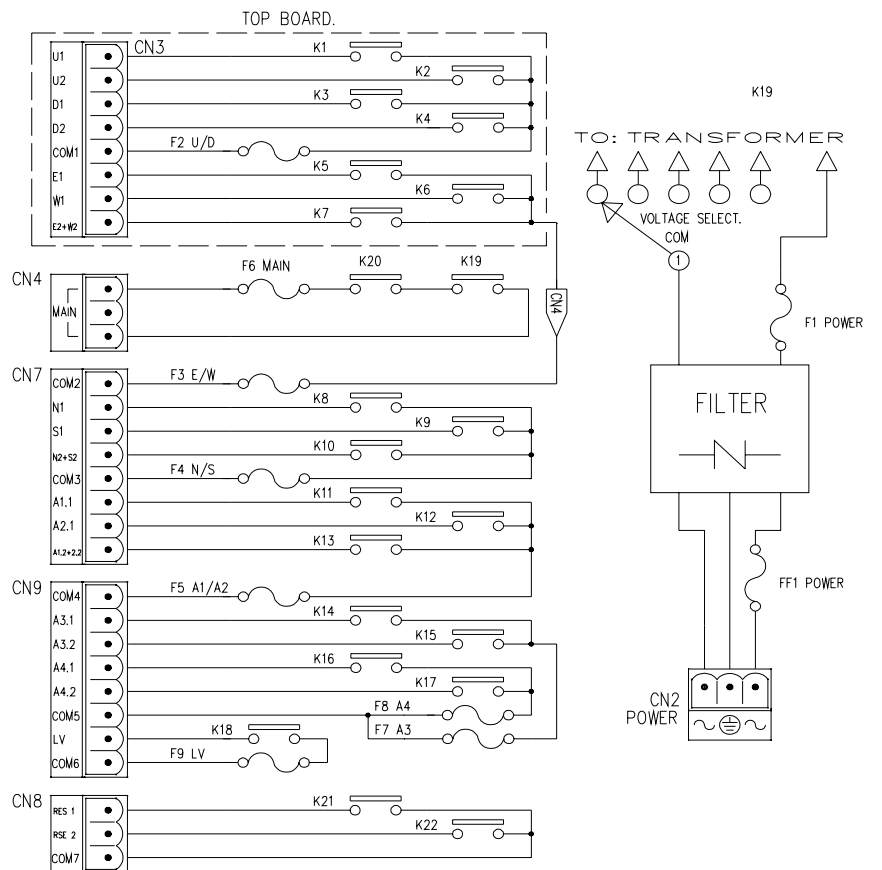 TOP BOARD.
CN3
U1
K1
U2
K2
D1
K3
D2
K4
COM1
F2 U/D
E1
K5
W1
K6
E2+W2
K7
K19
TO: TRANSFORMER
VOLTAGE SELECT.
COM
1
F1 POWER
FILTER
N
FF1 POWER
CN2
POWER
CN4
MAIN
F6 MAIN
K20
K19
CN4
CN7
COM2
F3 E/W
N1
K8
S1
K9
N2+S2
K10
COM3
F4 N/S
A1.1
K11
A2.1
K12
A1.2+2.2
K13
CN9
COM4
F5 A1/A2
A3.1
K14
A3.2
K15
A4.1
K16
A4.2
K17
COM5
F8 A4
LV
K18
F7 A3
COM6
F9 LV
CN8
RES 1
K21
RSE 2
K22
COM7